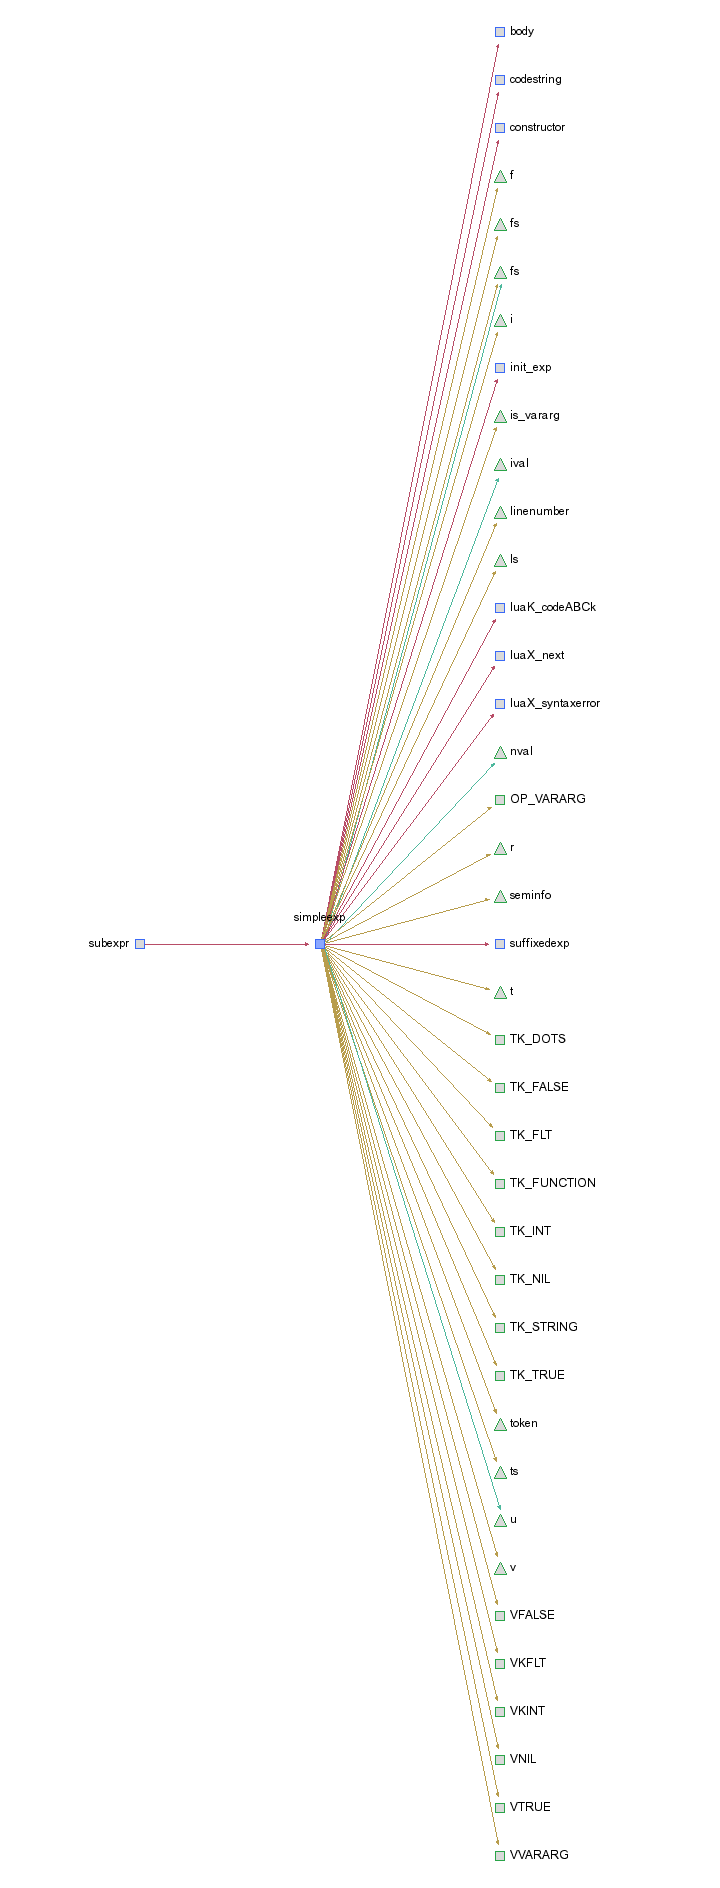 body
codestring
constructor
f
fs
fs
i
init_exp
is_vararg
ival
linenumber
ls
luaK_codeABCk
luaX_next
luaX_syntaxerror
nval
OP_VARARG
r
seminfo
simpleexp
subexpr
suffixedexp
t
TK_DOTS
TK_FALSE
TK_FLT
TK_FUNCTION
TK_INT
TK_NIL
TK_STRING
TK_TRUE
token
ts
u
v
VFALSE
VKFLT
VKINT
VNIL
VTRUE
VVARARG